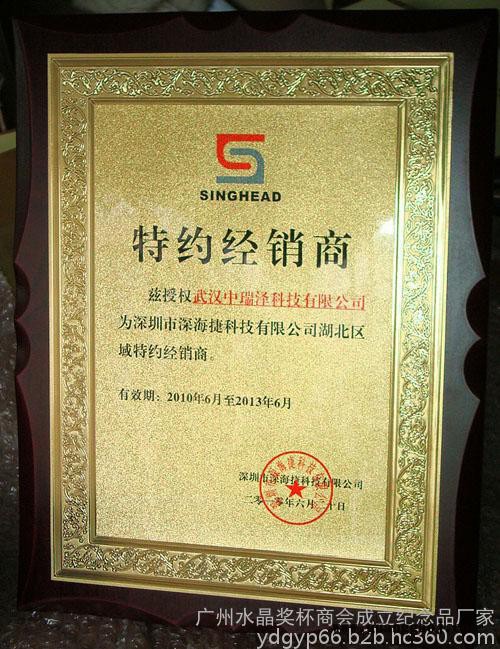 SINGHEAD
特约经销商
兹授权武汉中瑞泽科技有限公司
为深圳市深海捷科技有限公司湖北区
域特约经销商。
有效期：2010年6月至2013年6月
深圳市深海捷科技有限公司
二零一零年六月 十日
广州水晶奖杯商会成立纪念品厂家
ydgyp66.b2b.hc360.com